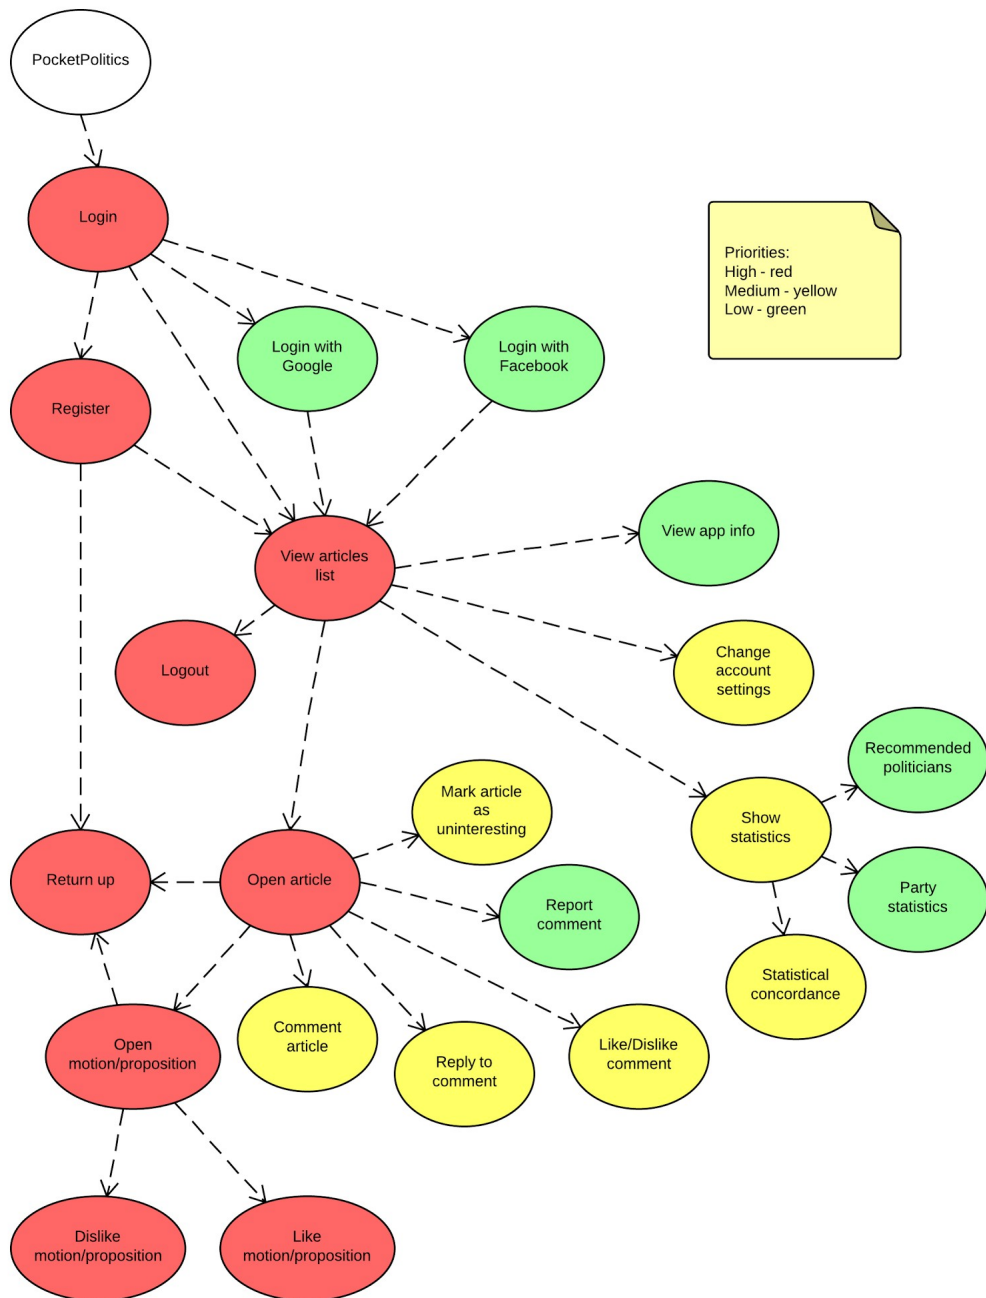 PocketPolitics
Login
Priorities:
High - red
Medium - yellow
Low - green
Login with
Google
Login with
Facebook
Register
View app info
View articles
list
Logout
Change
account
settings
Recommended
politicians
Mark article
as
uninteresting
Show
statistics
Return up
Open article
Report
comment
Party
statistics
Statistical
concordance
Comment
article
Open
motion/proposition
Reply to
comment
Like/Dislike
comment
Dislike
motion/proposition
Like
motion/proposition